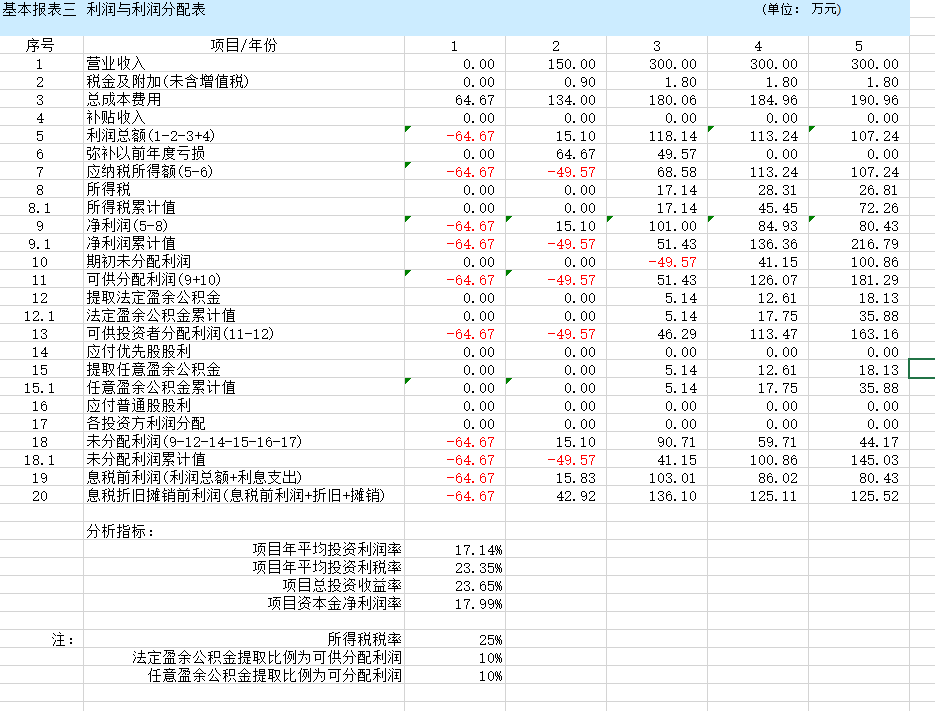 基本报表三 利润与利润分配表 (单位: 万元)
序号 项目/年份 1 2 3 4 5
1 营业收入 0.00 150.00 300.00 300.00 300.00
2 税金及附加(未含增值税) 0.00 0.90 1.80 1.80 1.80
3 总成本费用 64.67 134.00 180.06 184.96 190.96
4 补贴收入 0.00 0.00 0.00 0.00 0.00
5 利润总额(1-2-3+4) -64.67 15.10 118.14 113.24 107.24
6 弥补以前年度亏损 0.00 64.67 49.57 0.00 0.00
7 应纳税所得额(5-6) -64.67 -49.57 68.58 113.24 107.24
8 所得税 0.00 0.00 17.14 28.31 26.81
8.1 所得税累计值 0.00 0.00 17.14 45.45 72.26
9 净利润(5-8) -64.67 15.10 101.00 84.93 80.43
9.1 净利润累计值 -64.67 -49.57 51.43 136.36 216.79
10 期初未分配利润 0.00 0.00 -49.57 41.15 100.86
11 可供分配利润(9+10) -64.67 -49.57 51.43 126.07 181.29
12 提取法定盈余公积金 0.00 0.00 5.14 12.61 18.13
12.1 法定盈余公积金累计值 0.00 0.00 5.14 17.75 35.88
13 可供投资者分配利润(11-12) -64.67 -49.57 46.29 113.47 163.16
14 应付优先股股利 0.00 0.00 0.00 0.00 0.00
15 提取任意盈余公积金 0.00 0.00 5.14 12.61 18.13
15.1 任意盈余公积金累计值 0.00 0.00 5.14 17.75 35.88
16 应付普通股股利 0.00 0.00 0.00 0.00 0.00
17 各投资方利润分配 0.00 0.00 0.00 0.00 0.00
18 未分配利润(9-12-14-15-16-17) -64.67 15.10 90.71 59.71 44.17
18.1 未分配利润累计值 -64.67 -49.57 41.15 100.86 145.03
19 息税前利润(利润总额+利息支出) -64.67 15.83 103.01 86.02 80.43
20 息税折旧摊销前利润(息税前利润+折旧+摊销) -64.67 42.92 136.10 125.11 125.52
分析指标:
项目年平均投资利润率 17.14%
项目年平均投资利税率 23.35%
项目总投资收益率 23.65%
项目资本金净利润率 17.99%
注: 所得税税率 25%
法定盈余公积金提取比例为可供分配利润 10%
任意盈余公积金提取比例为可分配利润 10%